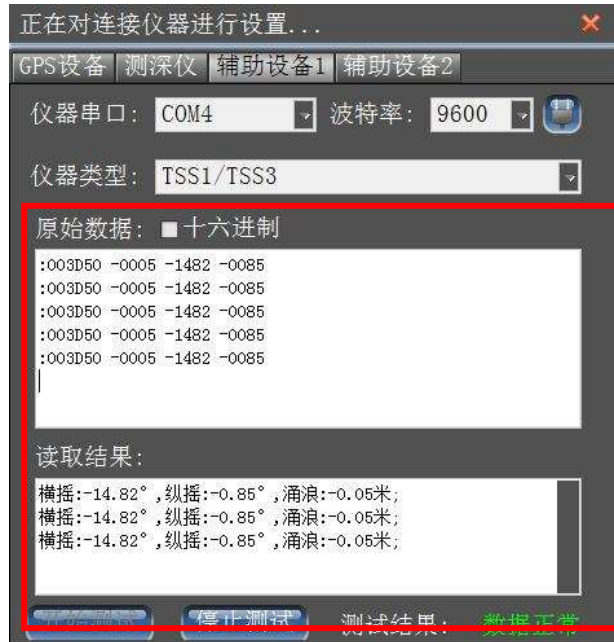 正在对连接仪器进行设置...
GPS设备 测深仪 辅助设备1 辅助设备2
仪器串口: COM4 波特率: 9600
仪器类型: TSS1/TSS3
原始数据: 十六进制
:003D50 -0005 -1482 -0085
:003D50 -0005 -1482 -0085
:003D50 -0005 -1482 -0085
:003D50 -0005 -1482 -0085
:003D50 -0005 -1482 -0085
读取结果:
横摇:-14.82°,纵摇:-0.85°,涌浪:-0.05米;
横摇:-14.82°,纵摇:-0.85°,涌浪:-0.05米;
横摇:-14.82°,纵摇:-0.85°,涌浪:-0.05米;
开始测试 停止测试 测试结果: 数据正常